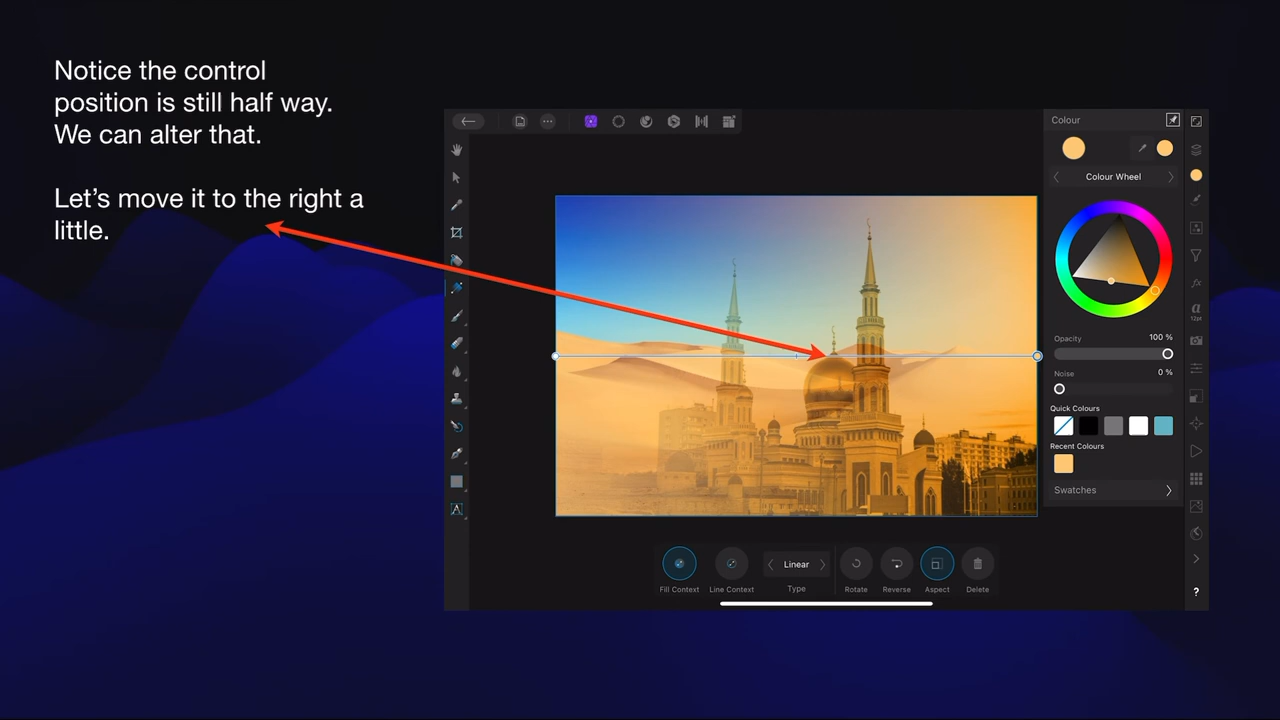 Notice the control
position is still half way.
We can alter that.
Let’s move it to the right a
little.
Colour
Colour Wheel
Opacity 100 %
Noise 0 %
Quick Colours
Recent Colours
Swatches
a
12pt
fx
A
Linear
Fill Context Line Context Type Rotate Reverse Aspect Delete
?